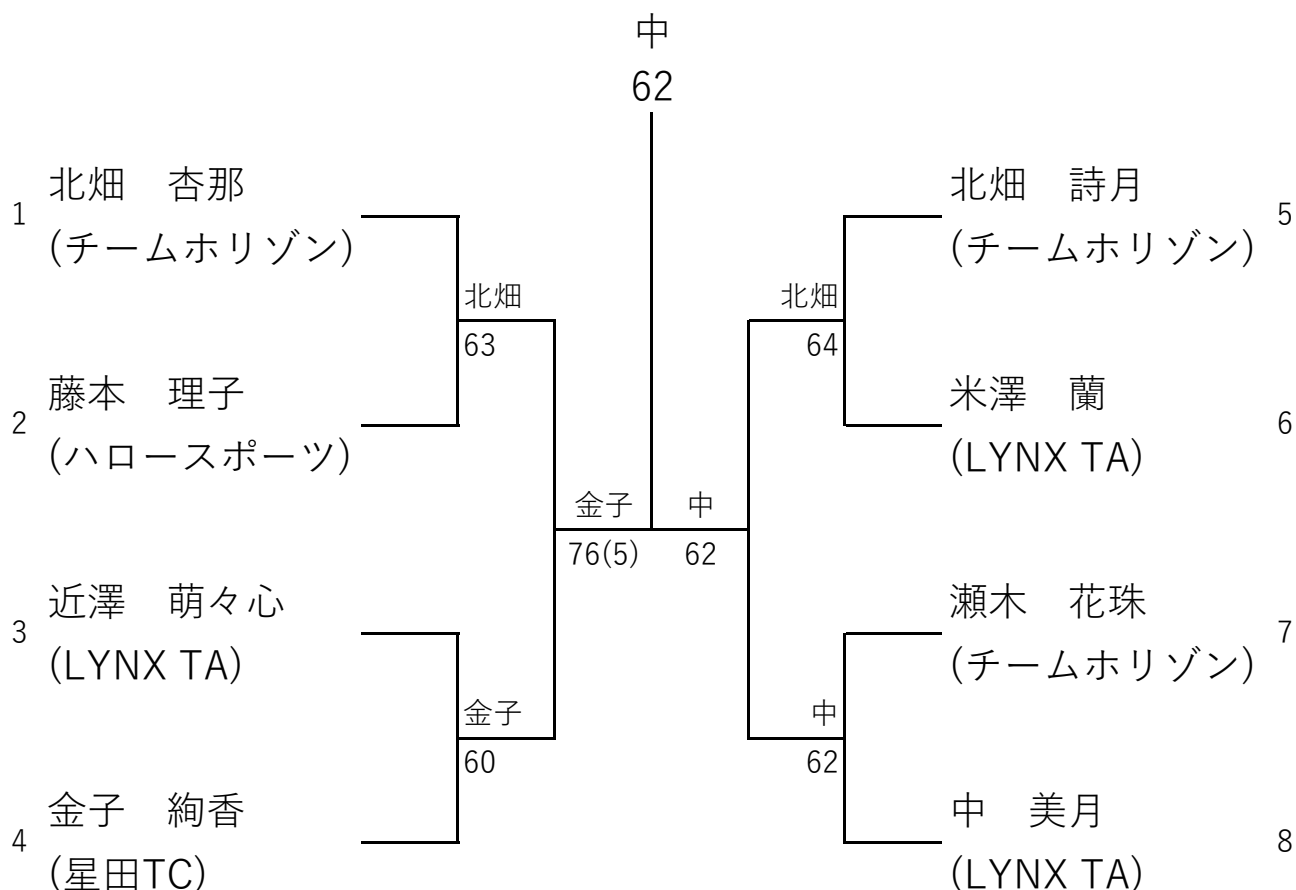 中
62
1
北畑　杏那
(チームホリゾン)
2
藤本　理子
(ハロースポーツ)
北畑
63
3
近澤　萌々心
(LYNX TA)
4
金子　絢香
(星田TC)
金子
60
金子
76(5)
中
62
北畑　詩月
(チームホリゾン)
5
北畑
64
米澤　蘭
(LYNX TA)
6
瀬木　花珠
(チームホリゾン)
7
中
62
中　美月
(LYNX TA)
8